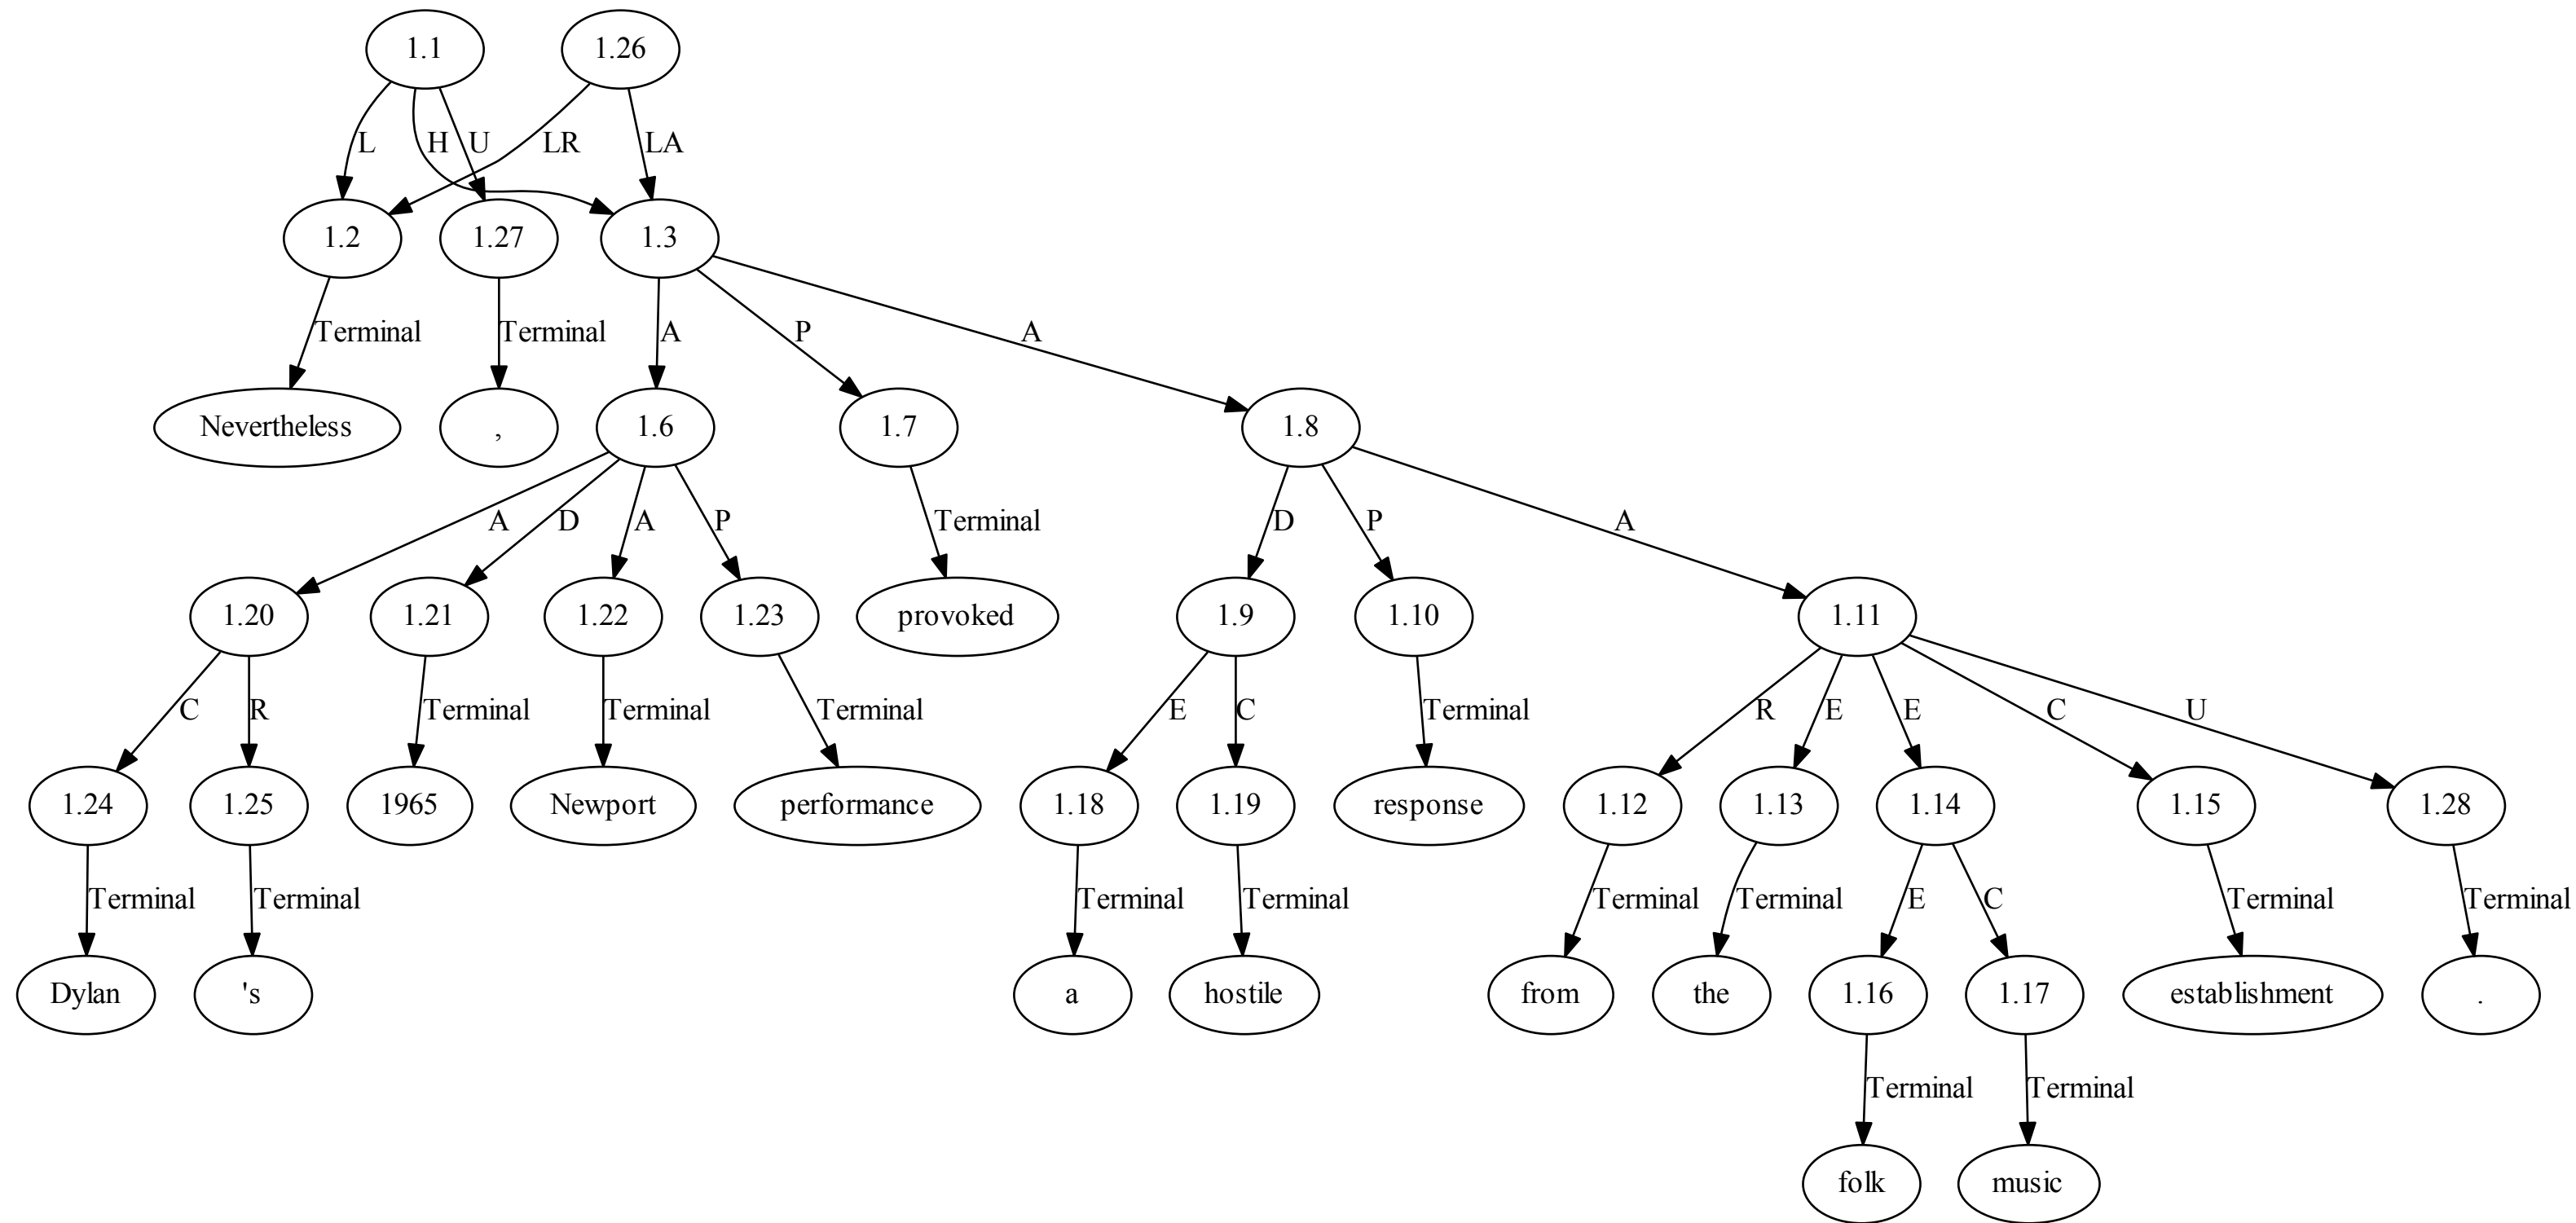 1.1 1.26
L H U LR LA
1.2 1.27 1.3
Terminal Terminal A P A
Nevertheless , 1.6 1.7 1.8
A D A P Terminal D P A
1.20 1.21 1.22 1.23 provoked 1.9 1.10 1.11
C R Terminal Terminal Terminal E C Terminal R E E C U
1.24 1.25 1965 Newport performance 1.18 1.19 response 1.12 1.13 1.14 1.15 1.28
Terminal Terminal Terminal Terminal Terminal Terminal E C Terminal Terminal
Dylan 's a hostile from the 1.16 1.17 establishment .
Terminal Terminal
folk music